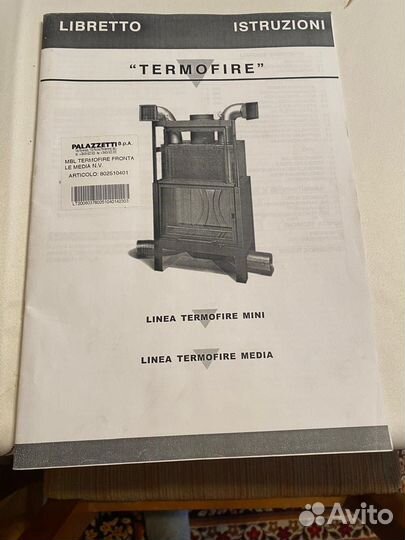 LIBRETTO ISTRUZIONI
“TERMOFIRE”
PALAZZETTI S.p.A.
MBL TERMOFIRE FRONTA
LE MEDIA N.V.
ARTICOLO: 802510401
LINEA TERMOFIRE MINI
LINEA TERMOFIRE MEDIA
Avito